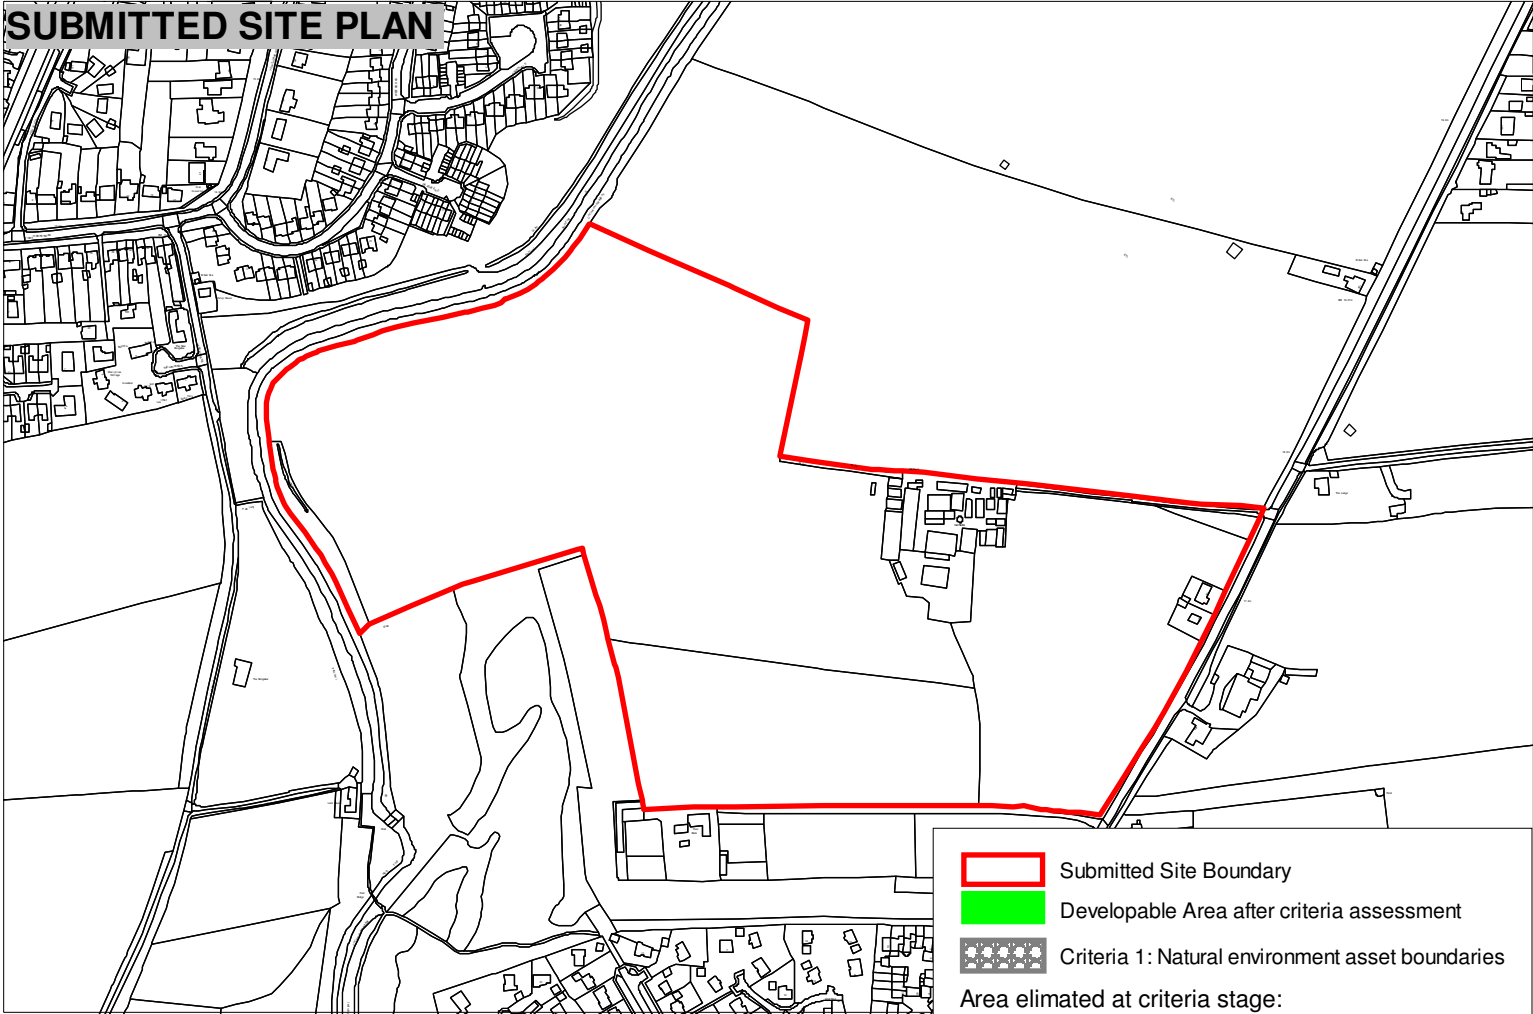 SUBMITTED SITE PLAN
Submitted Site Boundary
Developable Area after criteria assessment
Criteria 1: Natural environment asset boundaries
Area elimated at criteria stage: